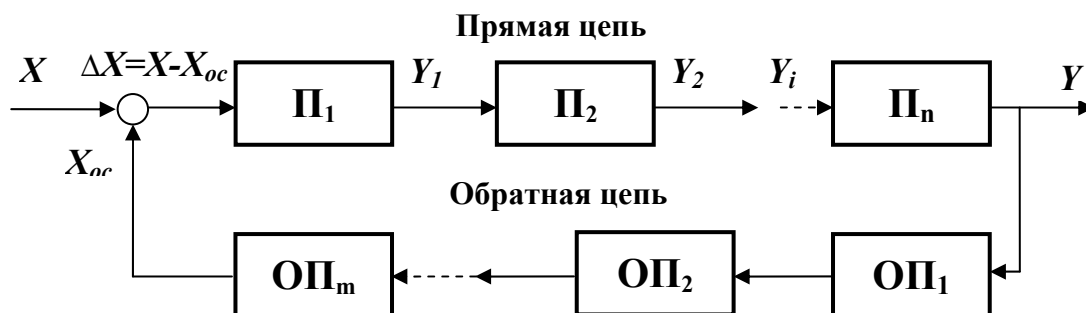 Прямая цепь
X ΔX=X-Xос Y1 Y2 Yi Y
П1 П2 Пn
Xос
Обратная цепь
ОПm ОП2 ОП1